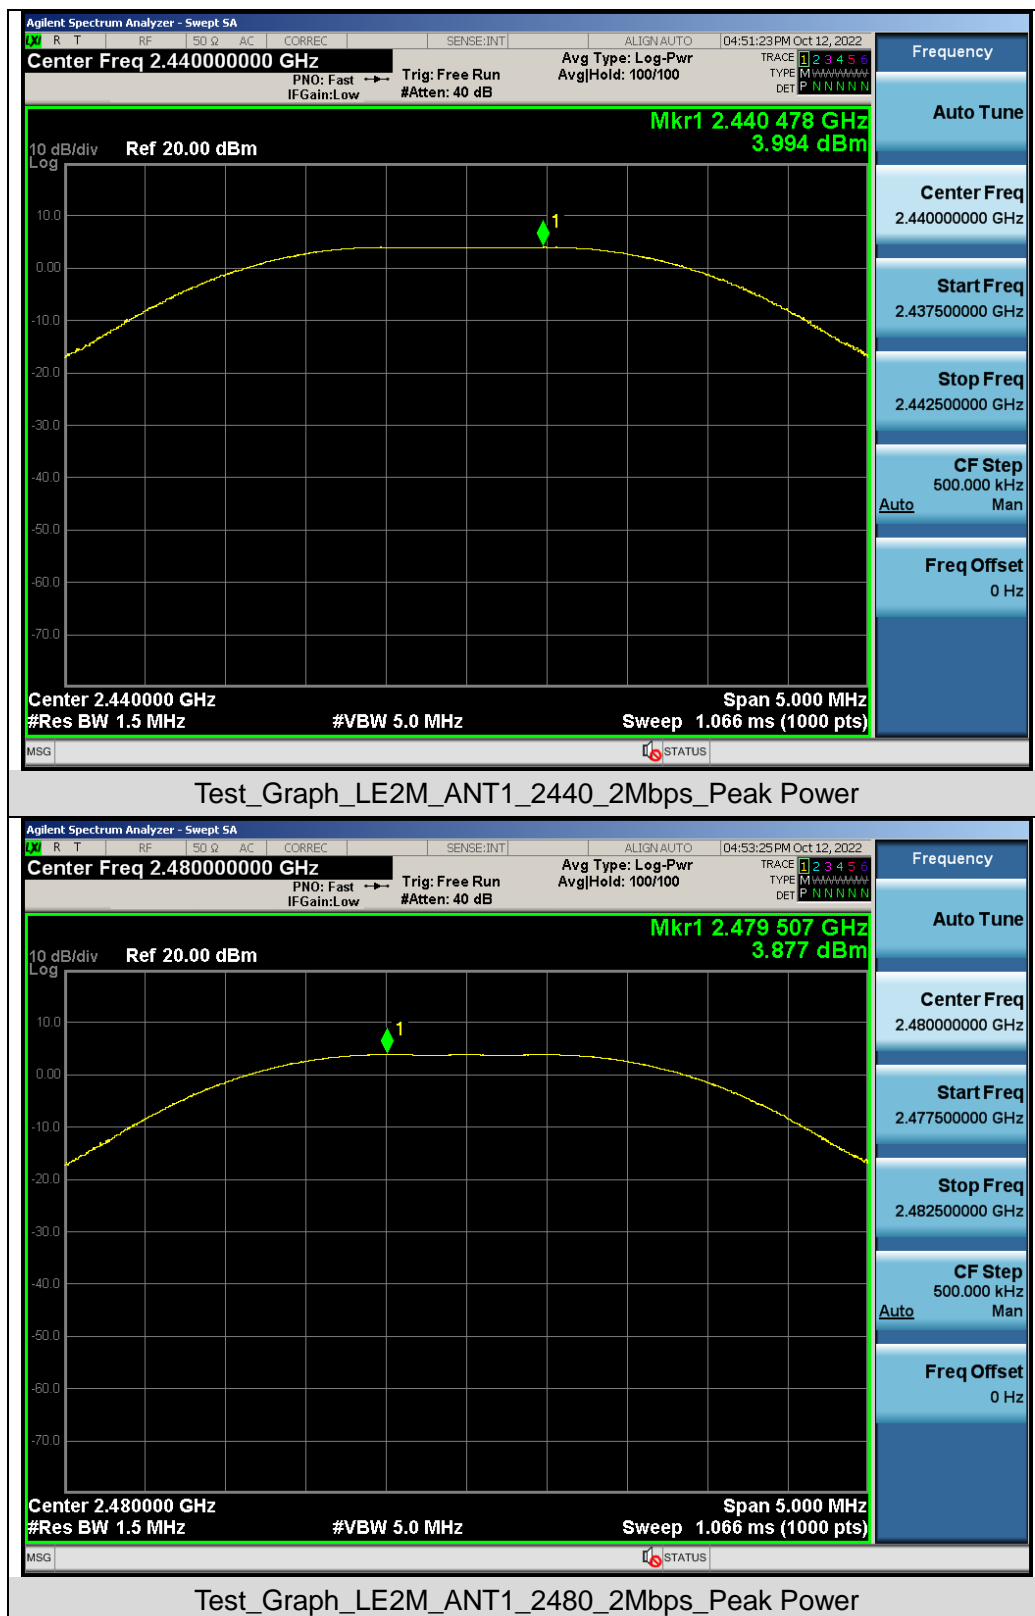 Agilent Spectrum Analyzer - Swept SA
LXI R T RF 50 Ω AC CORREC SENSE:INT ALIGN AUTO 04:51:23 PM Oct 12, 2022
Center Freq 2.440000000 GHz
PNO: Fast
IFGain:Low
Trig: Free Run
#Atten: 40 dB
Avg Type: Log-Pwr
Avg|Hold: 100/100
TRACE 1 2 3 4 5 6
TYPE M W W W W W
DET P N N N N N
Mkr1 2.440 478 GHz
3.994 dBm
10 dB/div
Log
Ref 20.00 dBm
1
10.0
0.00
-10.0
-20.0
-30.0
-40.0
-50.0
-60.0
-70.0
Center 2.440000 GHz
#Res BW 1.5 MHz
#VBW 5.0 MHz
Span 5.000 MHz
Sweep 1.066 ms (1000 pts)
MSG
STATUS
Frequency
Auto Tune
Center Freq
2.440000000 GHz
Start Freq
2.437500000 GHz
Stop Freq
2.442500000 GHz
CF Step
500.000 kHz
Auto Man
Freq Offset
0 Hz
Test_Graph_LE2M_ANT1_2440_2Mbps_Peak Power
Agilent Spectrum Analyzer - Swept SA
LXI R T RF 50 Ω AC CORREC SENSE:INT ALIGN AUTO 04:53:25 PM Oct 12, 2022
Center Freq 2.480000000 GHz
PNO: Fast
IFGain:Low
Trig: Free Run
#Atten: 40 dB
Avg Type: Log-Pwr
Avg|Hold: 100/100
TRACE 1 2 3 4 5 6
TYPE M W W W W W
DET P N N N N N
Mkr1 2.479 507 GHz
3.877 dBm
10 dB/div
Log
Ref 20.00 dBm
1
10.0
0.00
-10.0
-20.0
-30.0
-40.0
-50.0
-60.0
-70.0
Center 2.480000 GHz
#Res BW 1.5 MHz
#VBW 5.0 MHz
Span 5.000 MHz
Sweep 1.066 ms (1000 pts)
MSG
STATUS
Frequency
Auto Tune
Center Freq
2.480000000 GHz
Start Freq
2.477500000 GHz
Stop Freq
2.482500000 GHz
CF Step
500.000 kHz
Auto Man
Freq Offset
0 Hz
Test_Graph_LE2M_ANT1_2480_2Mbps_Peak Power